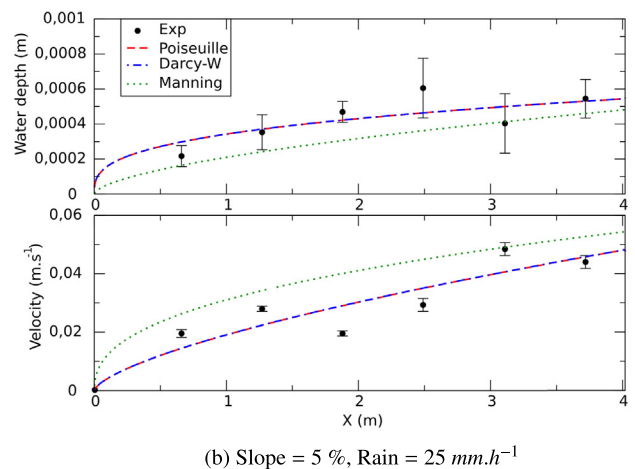 0,001
0,0008
0,0006
0,0004
0,0002
0
Water depth (m)
Exp
Poiseuille
Darcy-W
Manning
0 1 2 3 4
0,06
0,04
0,02
0
Velocity (m.s⁻¹)
0 1 2 3 4
X (m)
(b) Slope = 5 %, Rain = 25 mm.h⁻¹